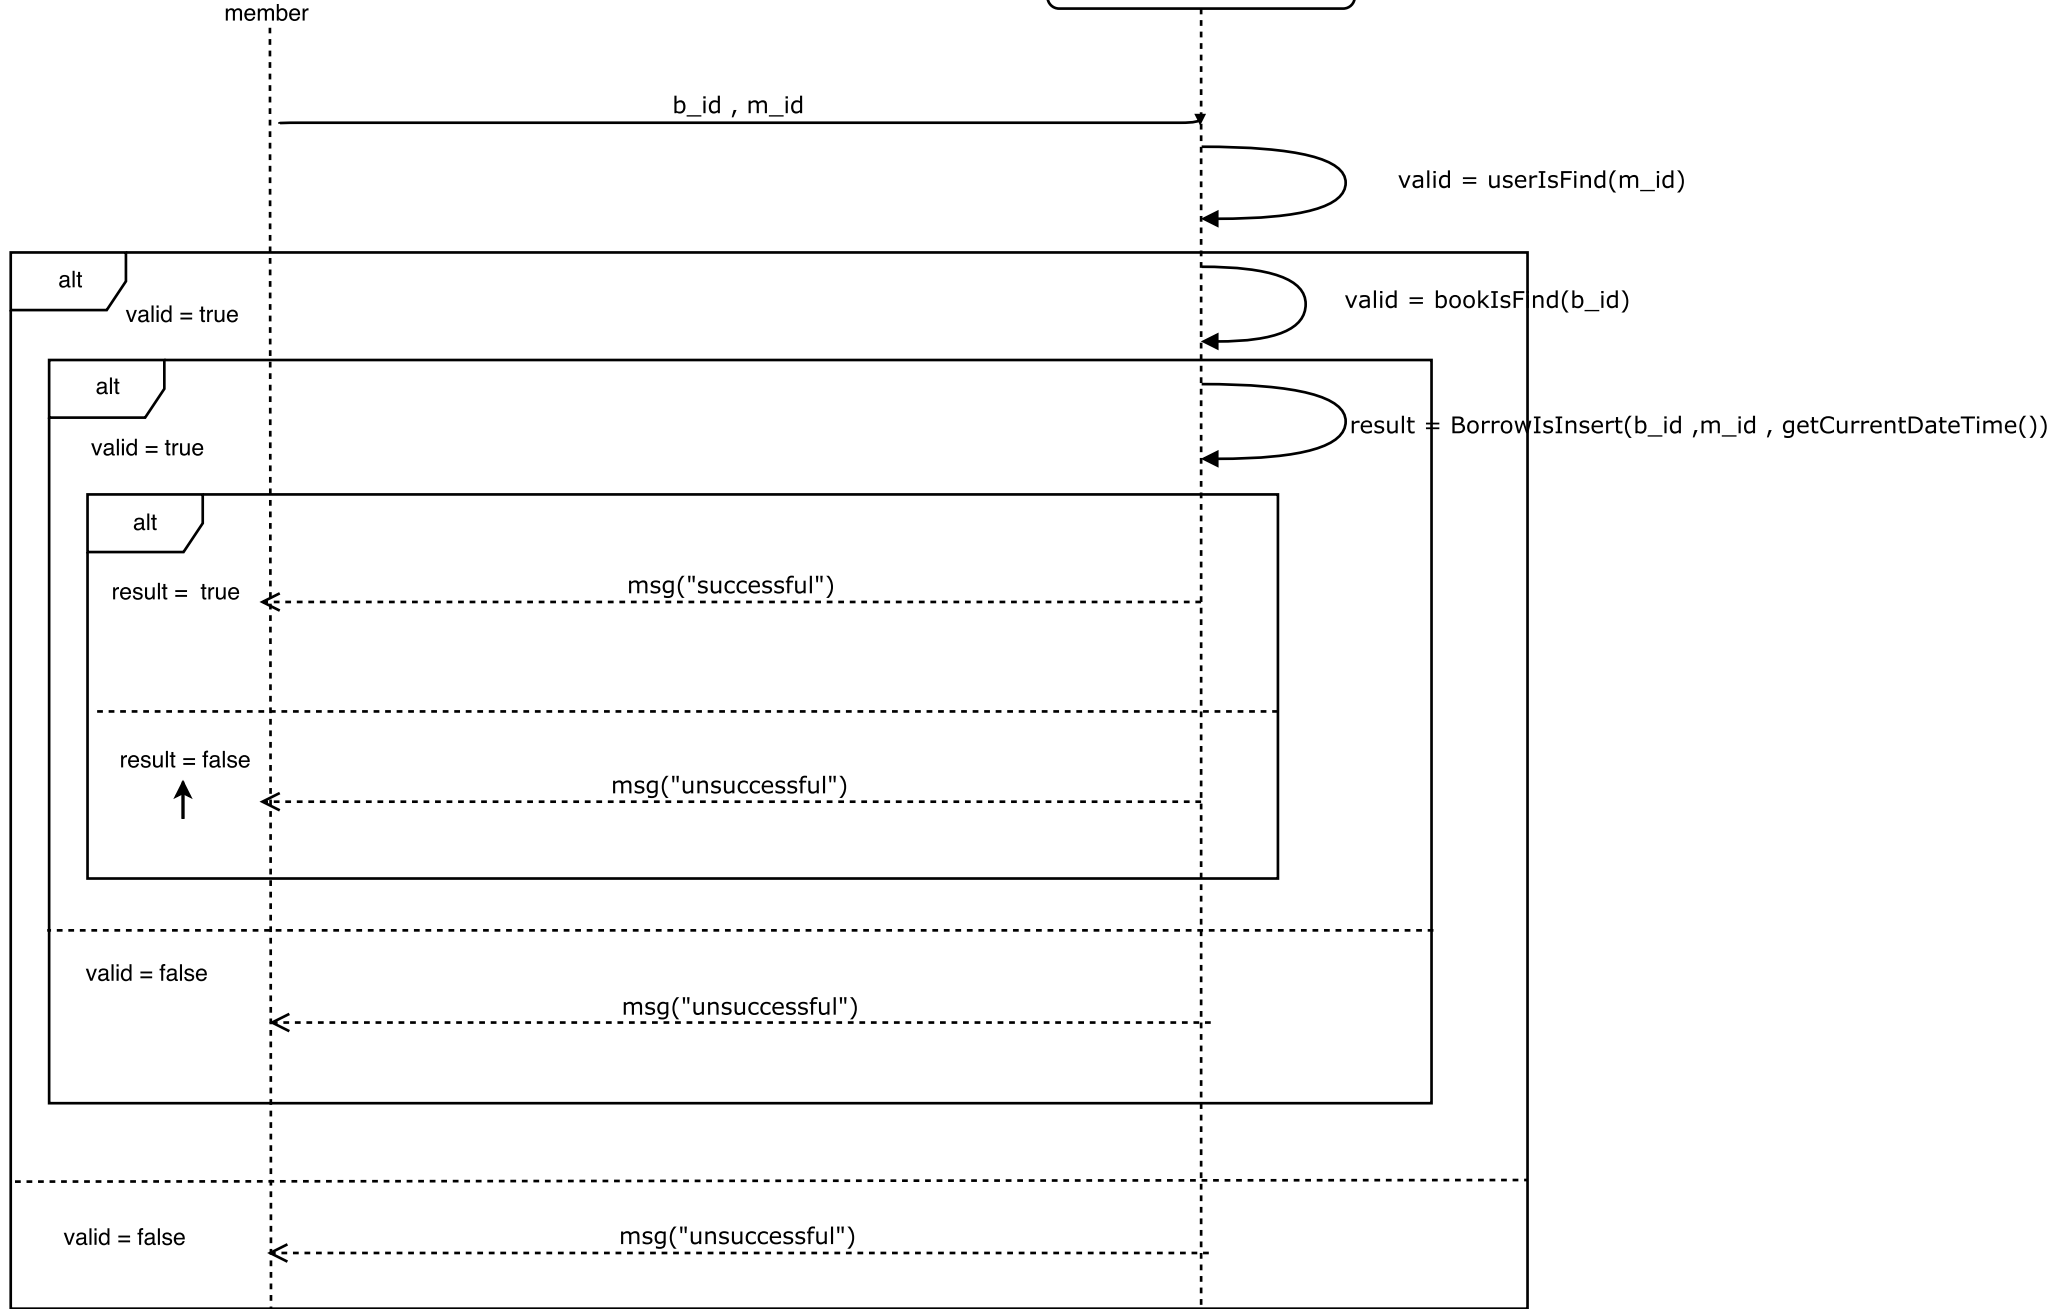 member
b_id , m_id
valid = userIsFind(m_id)
alt
valid = true
valid = bookIsFind(b_id)
alt
valid = true
result = BorrowIsInsert(b_id ,m_id , getCurrentDateTime())
alt
result =  true
msg("successful")
result = false
msg("unsuccessful")
valid = false
msg("unsuccessful")
valid = false
msg("unsuccessful")